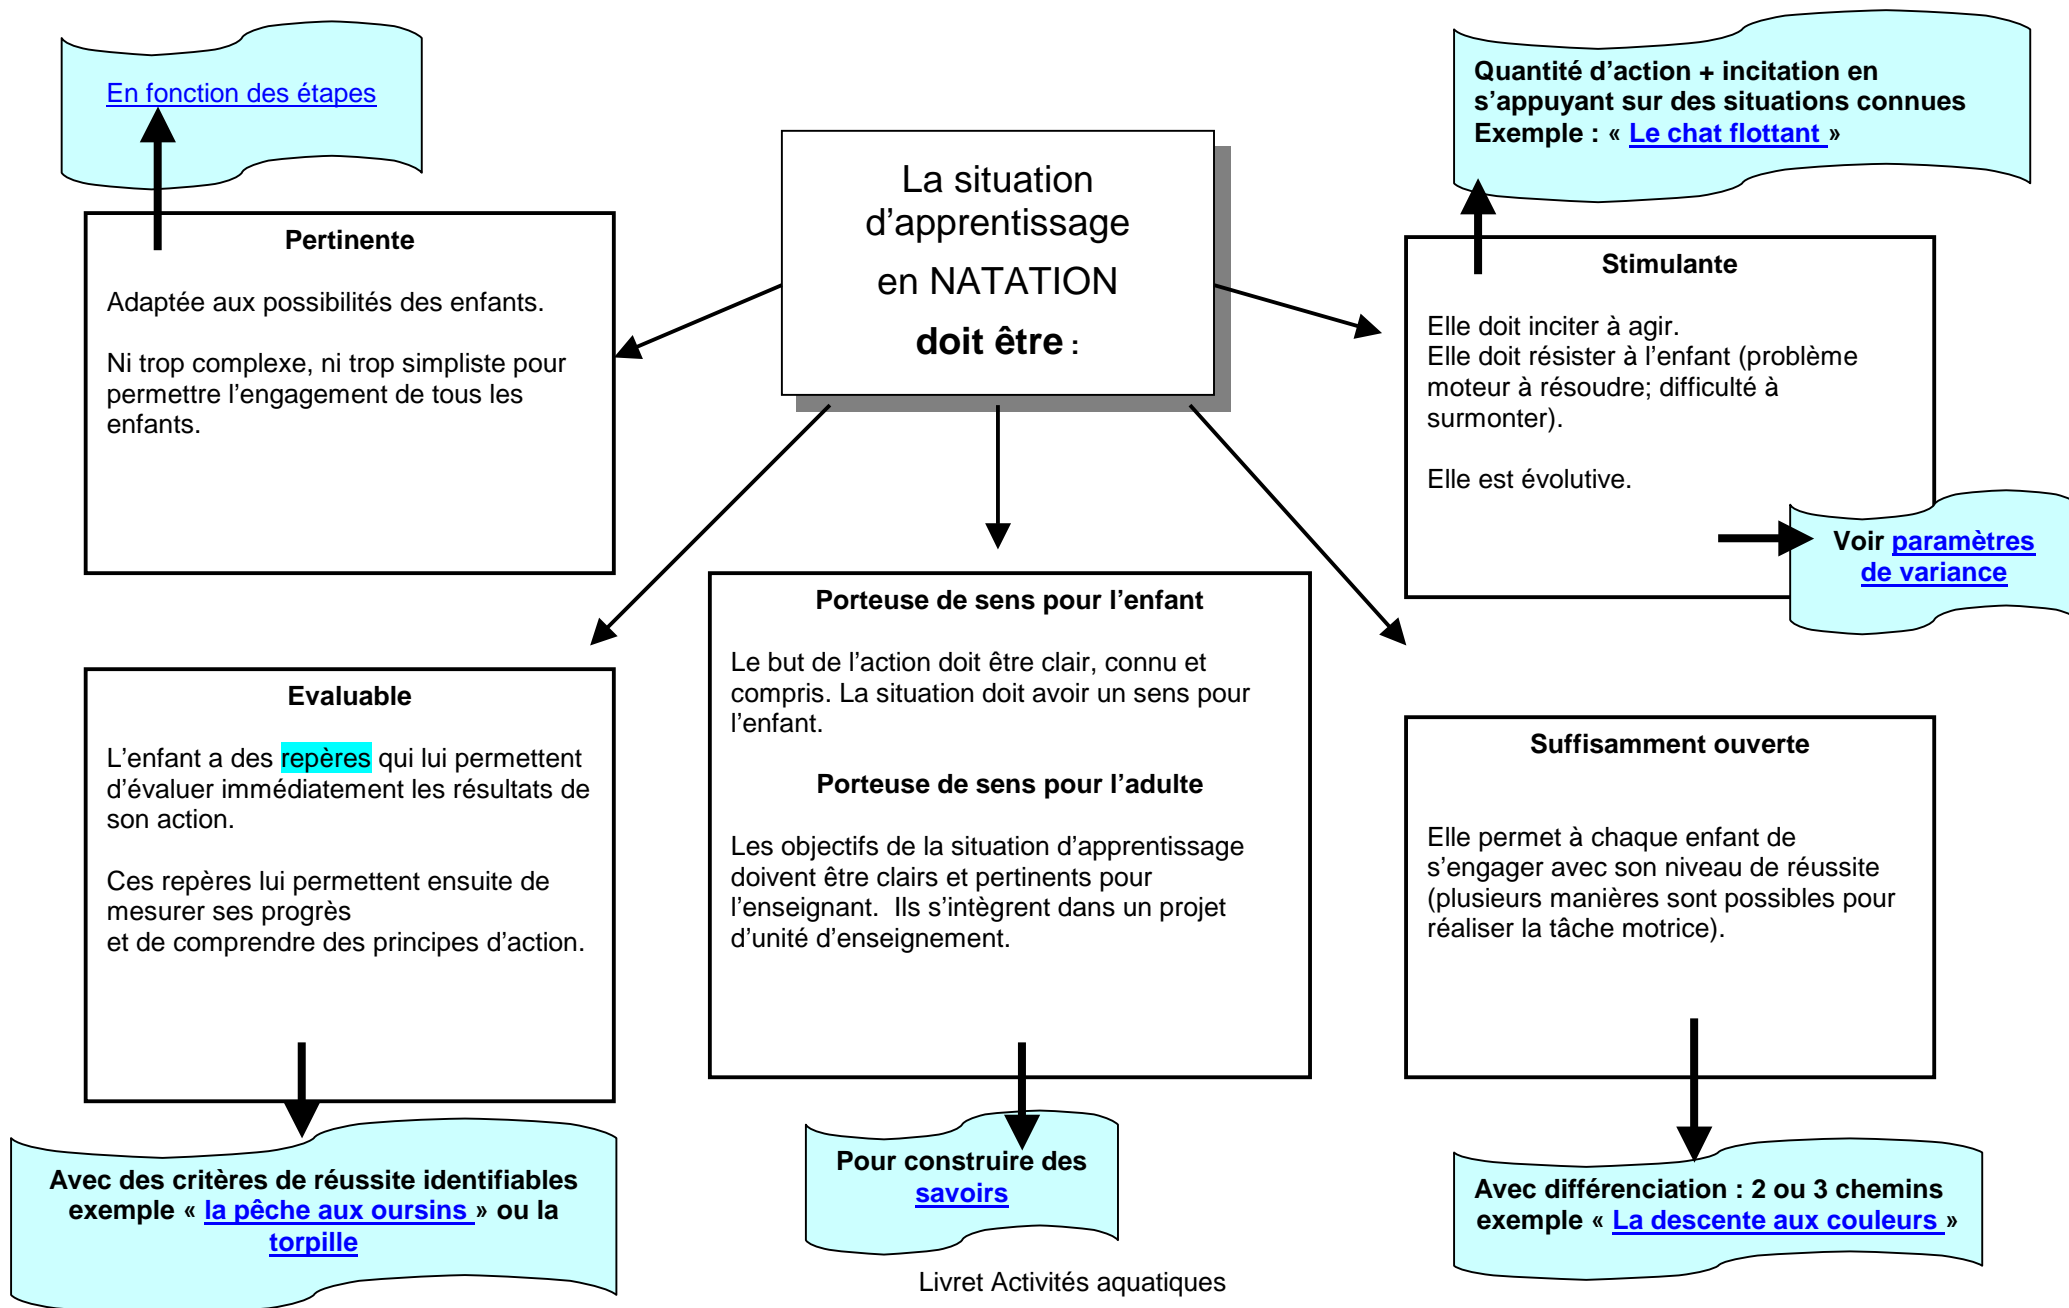 En fonction des étapes
Quantité d’action + incitation en
s’appuyant sur des situations connues
Exemple : « Le chat flottant »
La situation
d’apprentissage
en NATATION
doit être :
Pertinente
Adaptée aux possibilités des enfants.
Ni trop complexe, ni trop simpliste pour
permettre l’engagement de tous les
enfants.
Stimulante
Elle doit inciter à agir.
Elle doit résister à l’enfant (problème
moteur à résoudre; difficulté à
surmonter).
Elle est évolutive.
Voir paramètres
de variance
Porteuse de sens pour l’enfant
Le but de l’action doit être clair, connu et
compris. La situation doit avoir un sens pour
l’enfant.
Porteuse de sens pour l’adulte
Les objectifs de la situation d’apprentissage
doivent être clairs et pertinents pour
l’enseignant.  Ils s’intègrent dans un projet
d’unité d’enseignement.
Evaluable
L’enfant a des repères qui lui permettent
d’évaluer immédiatement les résultats de
son action.
Ces repères lui permettent ensuite de
mesurer ses progrès
et de comprendre des principes d’action.
Suffisamment ouverte
Elle permet à chaque enfant de
s’engager avec son niveau de réussite
(plusieurs manières sont possibles pour
réaliser la tâche motrice).
Avec des critères de réussite identifiables
exemple « la pêche aux oursins » ou la
torpille
Pour construire des
savoirs
Avec différenciation : 2 ou 3 chemins
exemple « La descente aux couleurs »
Livret Activités aquatiques